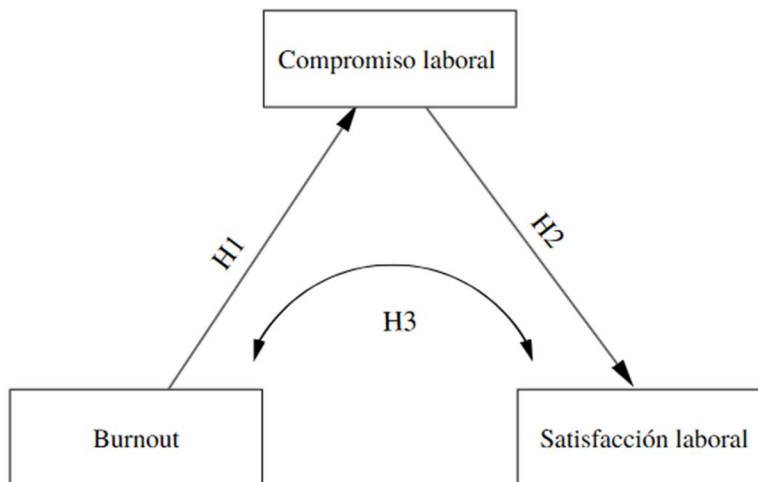 Compromiso laboral
H1
H2
H3
Burnout
Satisfacción laboral